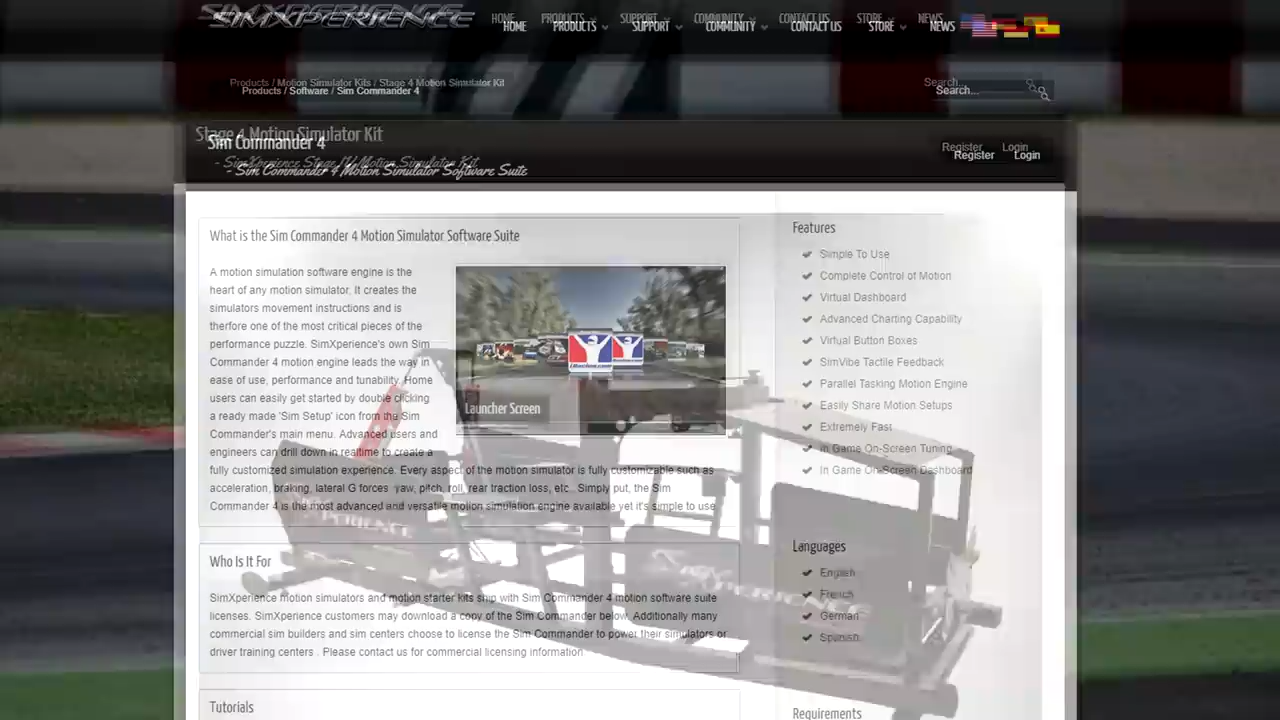 SIMXPERIENCE
SIMXPERIENCE
HOME PRODUCTS SUPPORT COMMUNITY CONTACT US STORE NEWS
HOME PRODUCTS SUPPORT COMMUNITY CONTACT US STORE NEWS
Products / Motion Simulator Kits / Stage 4 Motion Simulator Kit
Search...
Products / Software / Sim Commander 4
Search...
Stage 4 Motion Simulator Kit
Sim Commander 4
Register Login
Register Login
- SimXperience Stage IV Motion Simulator Kit
- Sim Commander 4 Motion Simulator Software Suite
What is the Sim Commander 4 Motion Simulator Software Suite
A motion simulation software engine is the
heart of any motion simulator. It creates the
simulators movement instructions and is
therfore one of the most critical pieces of the
performance puzzle. SimXperience's own Sim
Commander 4 motion engine leads the way in
ease of use, performance and tunability. Home
users can easily get started by double clicking
a ready made 'Sim Setup' icon from the Sim
Commander's main menu. Advanced users and
engineers can drill down in realtime to create a
fully customized simulation experience. Every aspect of the motion simulator is fully customizable such as
acceleration, braking, lateral G forces yaw, pitch, roll, rear traction loss, etc.. Simply put, the Sim
Commander 4 is the most advanced and versatile motion simulation engine available yet it's simple to use.
iRacing.com
Launcher Screen
Who Is It For
SimXperience motion simulators and motion starter kits ship with Sim Commander 4 motion software suite
licenses. SimXperience customers may download a copy of the Sim Commander below. Additionally many
commercial sim builders and sim centers choose to license the Sim Commander to power their simulators or
driver training centers . Please contact us for commercial licensing information.
Tutorials
Features
Simple To Use
Complete Control of Motion
Virtual Dashboard
Advanced Charting Capability
Virtual Button Boxes
SimVibe Tactile Feedback
Parallel Tasking Motion Engine
Easily Share Motion Setups
Extremely Fast
In Game On-Screen Tuning
In Game On-Screen Dashboard
Languages
English
French
German
Spanish
Requirements